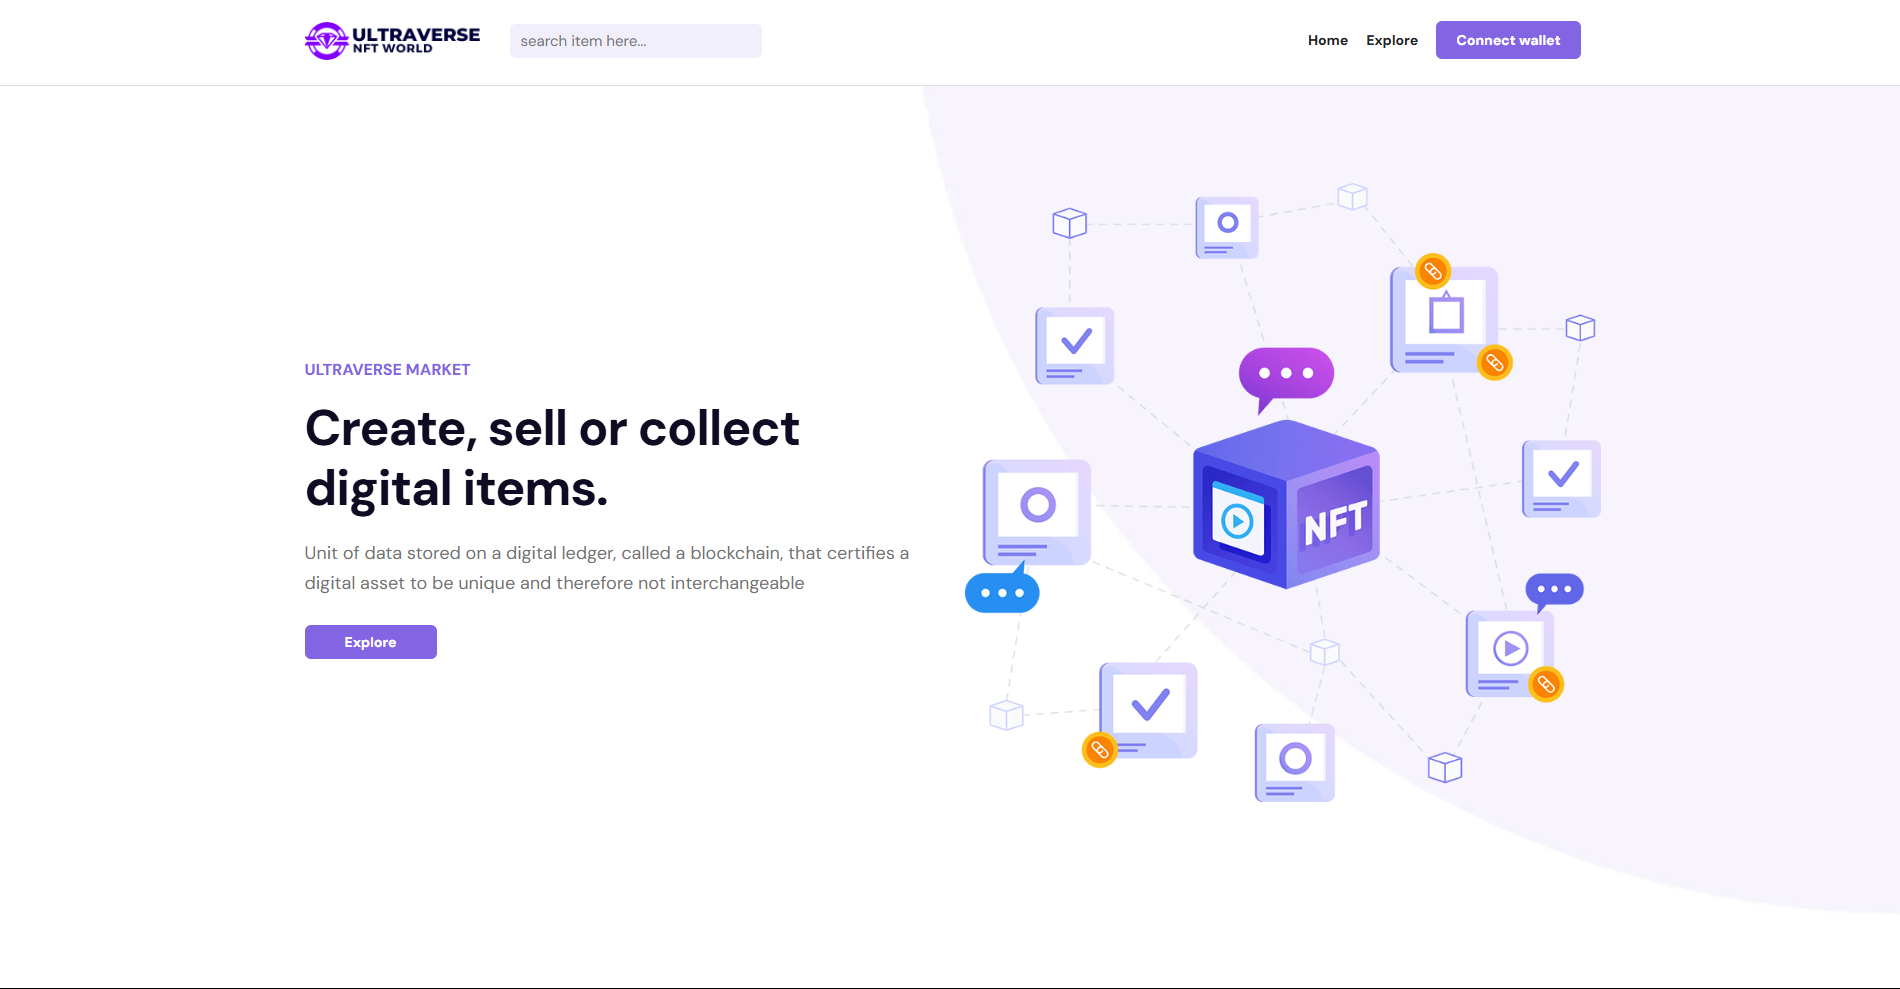 ULTRAVERSE
NFT WORLD
search item here...
Home
Explore
Connect wallet
ULTRAVERSE MARKET
Create, sell or collect
digital items.
Unit of data stored on a digital ledger, called a blockchain, that certifies a
digital asset to be unique and therefore not interchangeable
Explore
NFT